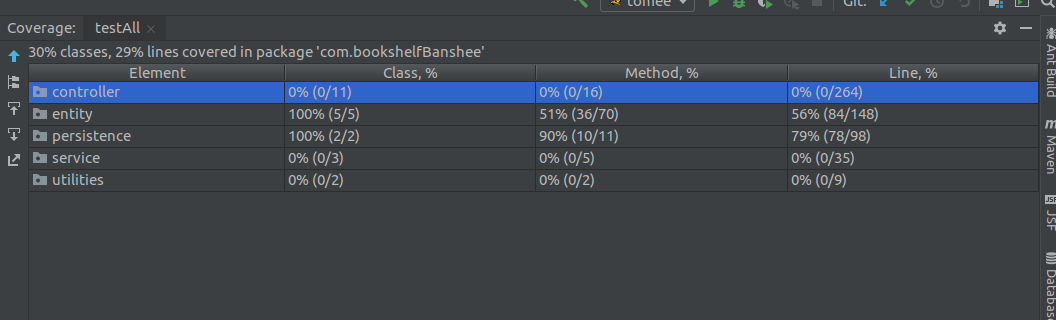 tomee Git:
Coverage: testAll
30% classes, 29% lines covered in package 'com.bookshelfBanshee'
Element Class, % Method, % Line, %
controller 0% (0/11) 0% (0/16) 0% (0/264)
entity 100% (5/5) 51% (36/70) 56% (84/148)
persistence 100% (2/2) 90% (10/11) 79% (78/98)
service 0% (0/3) 0% (0/5) 0% (0/35)
utilities 0% (0/2) 0% (0/2) 0% (0/9)
Ant Build
Maven
JSF
Database